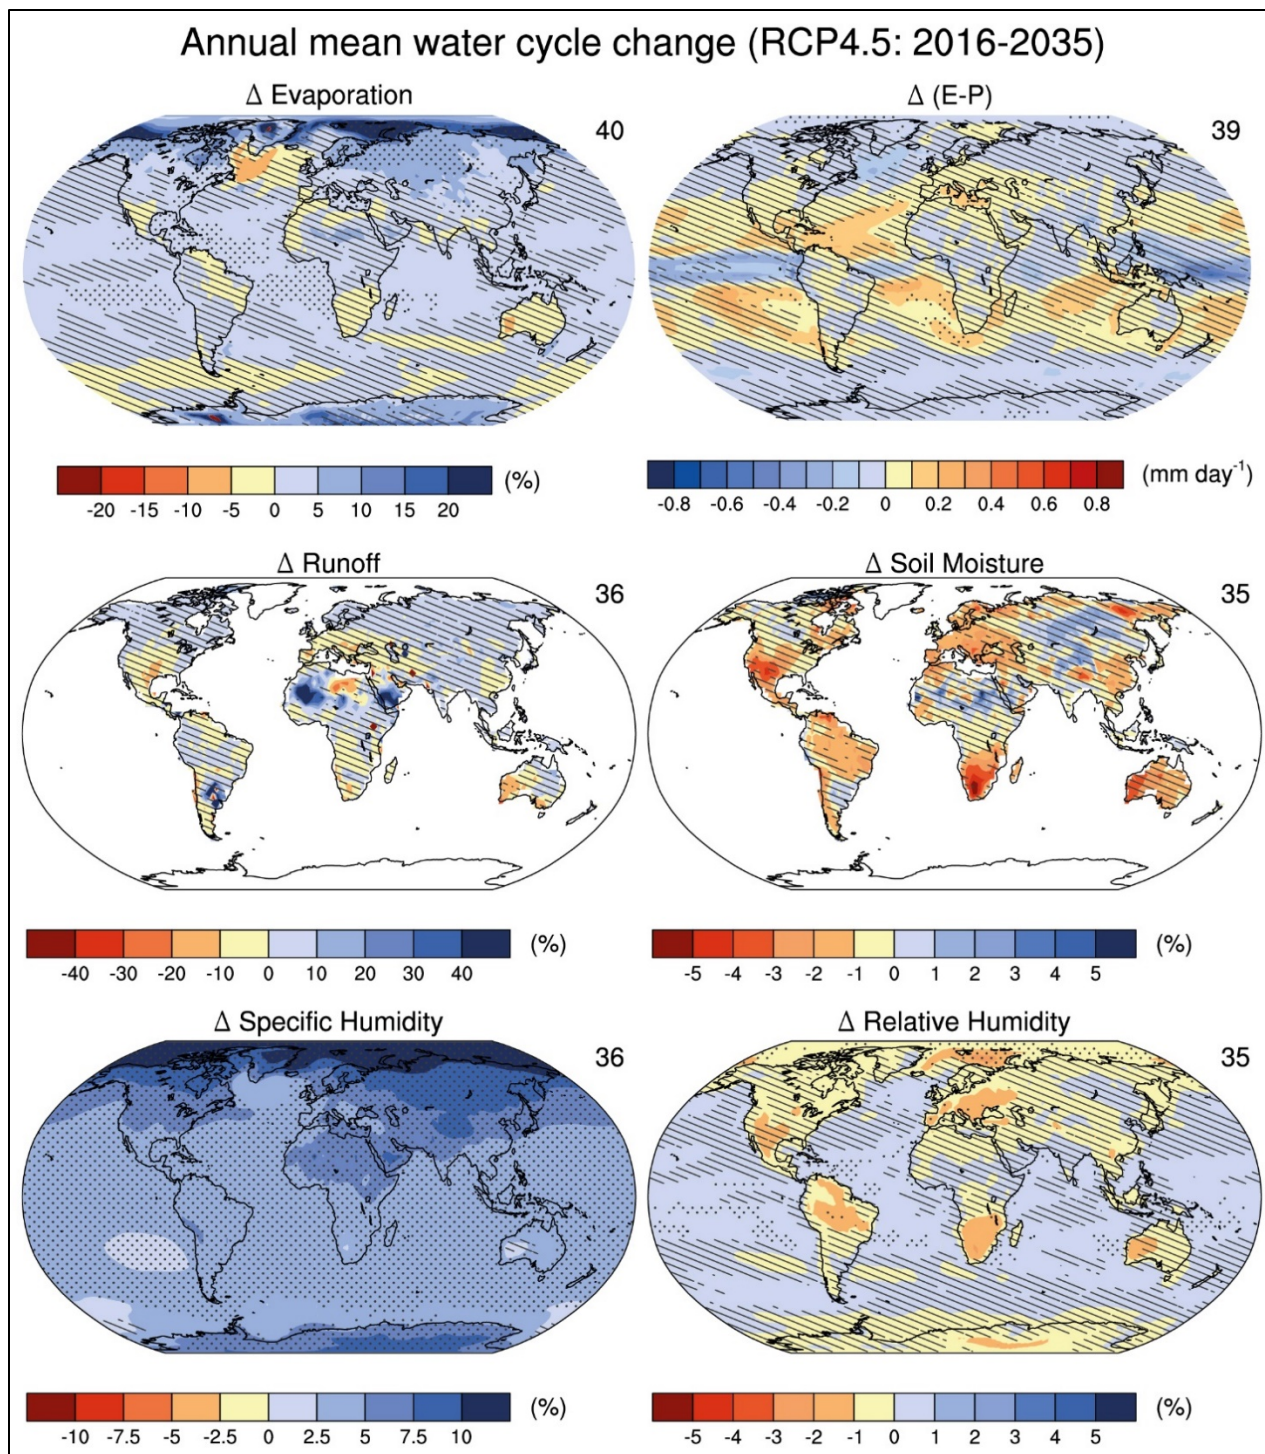 Annual mean water cycle change (RCP4.5: 2016-2035)
Δ Evaporation
40
(%)
-20 -15 -10 -5 0 5 10 15 20
Δ (E-P)
39
(mm day⁻¹)
-0.8 -0.6 -0.4 -0.2 0 0.2 0.4 0.6 0.8
Δ Runoff
36
(%)
-40 -30 -20 -10 0 10 20 30 40
Δ Soil Moisture
35
(%)
-5 -4 -3 -2 -1 0 1 2 3 4 5
Δ Specific Humidity
36
(%)
-10 -7.5 -5 -2.5 0 2.5 5 7.5 10
Δ Relative Humidity
35
(%)
-5 -4 -3 -2 -1 0 1 2 3 4 5